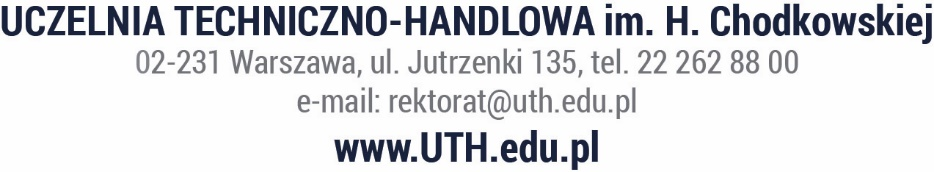 UCZELNIA TECHNICZNO-HANDLOWA im. H. Chodkowskiej
02-231 Warszawa, ul. Jutrzenki 135, tel. 22 262 88 00
e-mail: rektorat@uth.edu.pl
www.UTH.edu.pl